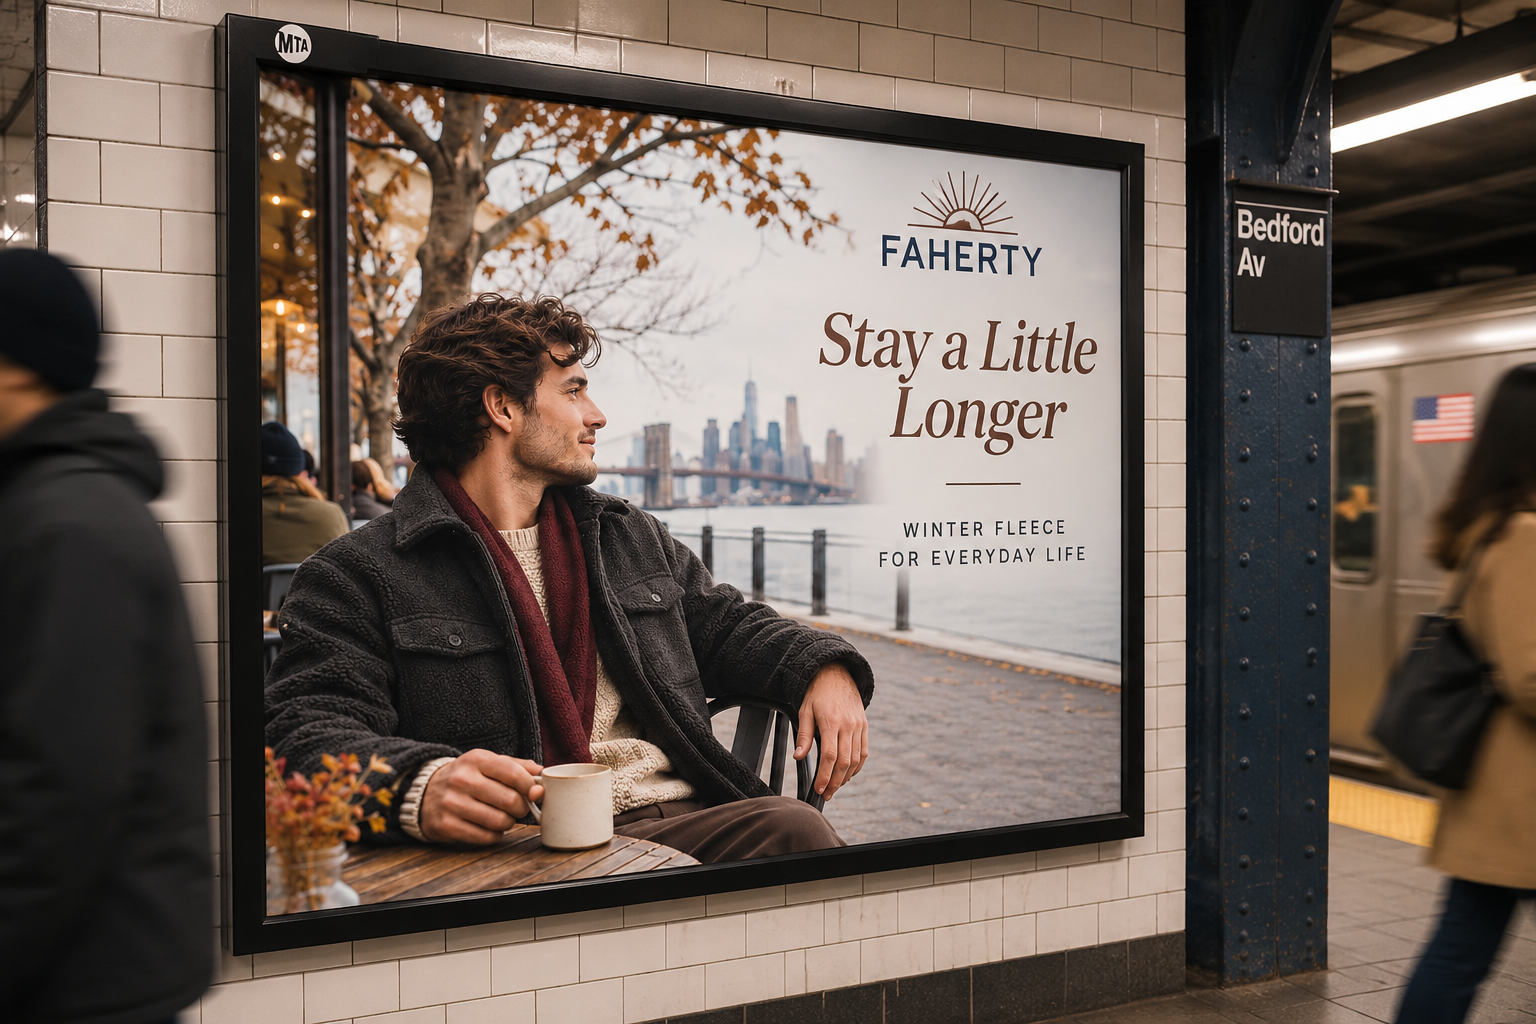 MTA
FAHERTY
Stay a Little
Longer
WINTER FLEECE
FOR EVERYDAY LIFE
Bedford
Av